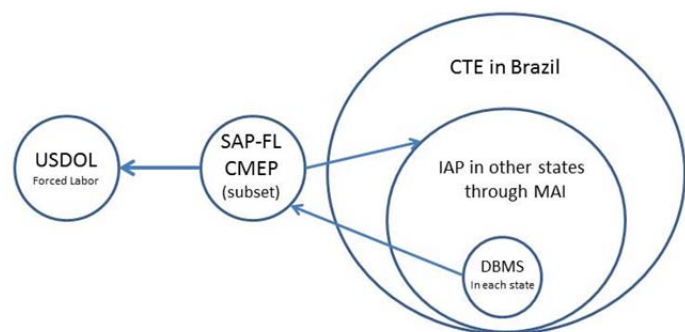 CTE in Brazil
USDOL
Forced Labor
SAP-FL
CMEP
(subset)
IAP in other states
through MAI
DBMS
In each state